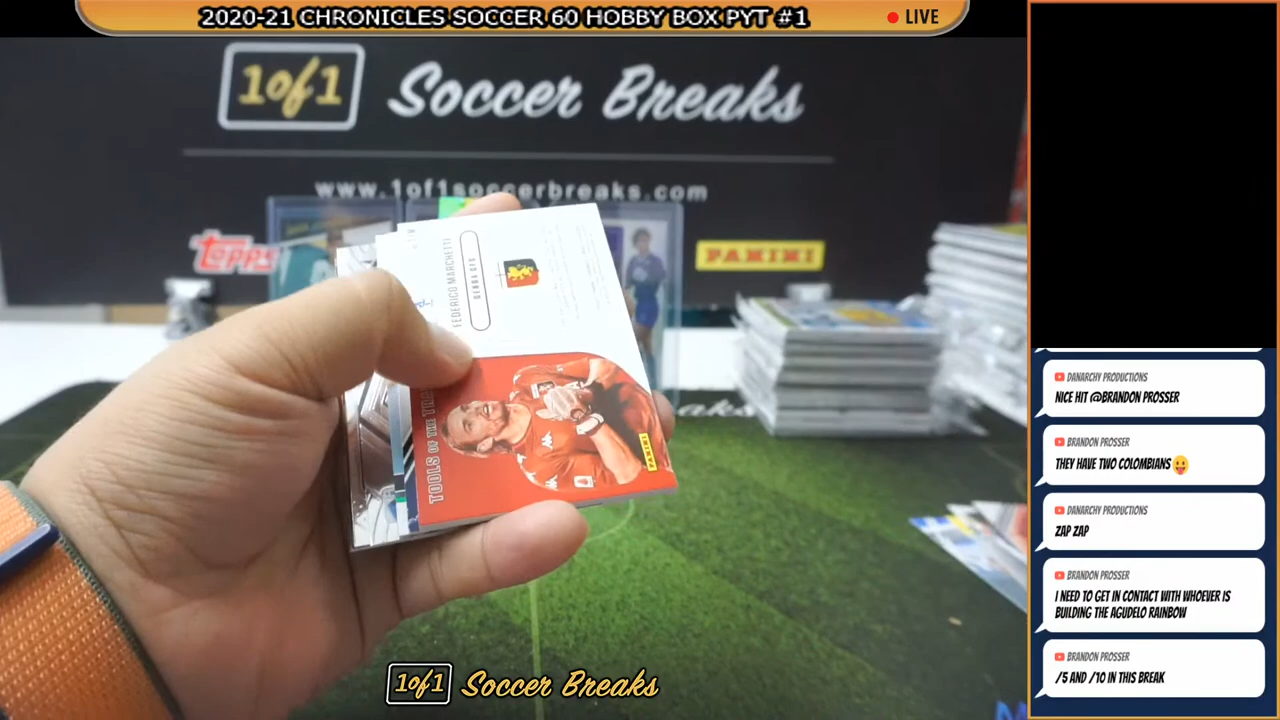 2020-21 CHRONICLES SOCCER 60 HOBBY BOX PYT #1
LIVE
1of1 Soccer Breaks
www.1of1soccerbreaks.com
topps
PANINI
FEDERICO MARCHETTI
GENOA CFC
TOOLS OF THE TRA
PANINI
DANARCHY PRODUCTIONS
NICE HIT @BRANDON PROSSER
BRANDON PROSSER
THEY HAVE TWO COLOMBIANS😛
DANARCHY PRODUCTIONS
ZAP ZAP
BRANDON PROSSER
I NEED TO GET IN CONTACT WITH WHOEVER IS
BUILDING THE AGUDELO RAINBOW
BRANDON PROSSER
/5 AND /10 IN THIS BREAK
1of1 Soccer Breaks